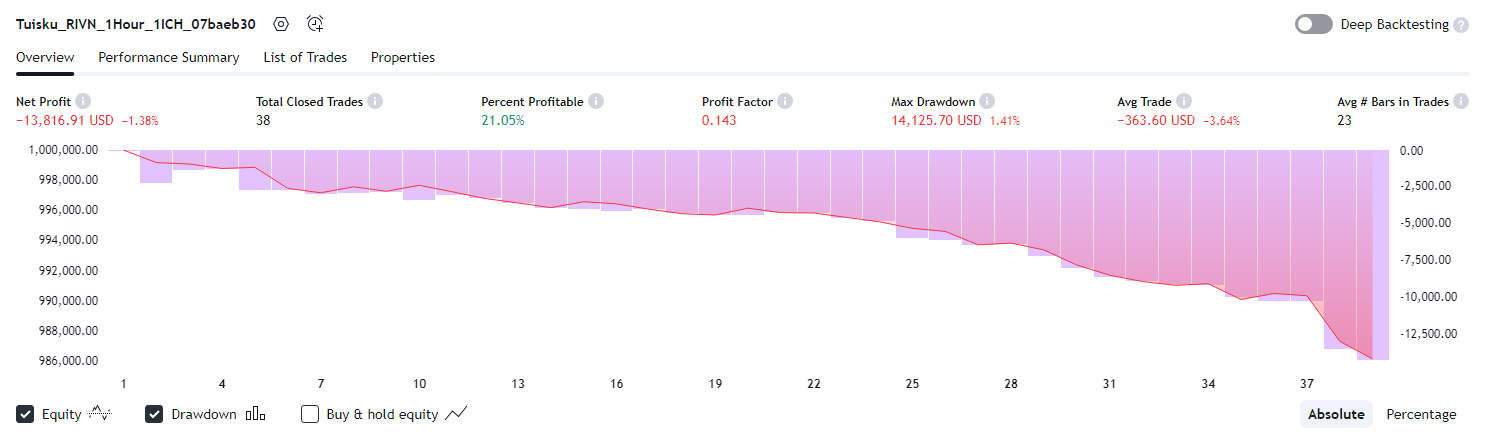 Tuisku_RIVN_1Hour_1ICH_07baeb30
Deep Backtesting ?
Overview Performance Summary List of Trades Properties
Net Profit Total Closed Trades Percent Profitable Profit Factor Max Drawdown Avg Trade Avg # Bars in Trades
−13,816.91 USD −1.38% 38 21.05% 0.143 14,125.70 USD 1.41% −363.60 USD −3.64% 23
1,000,000.00 0.00
998,000.00 -2,500.00
996,000.00 -5,000.00
994,000.00 -7,500.00
992,000.00
990,000.00 -10,000.00
988,000.00 -12,500.00
986,000.00
1 4 7 10 13 16 19 22 25 28 31 34 37
Equity Drawdown Buy & hold equity Absolute Percentage